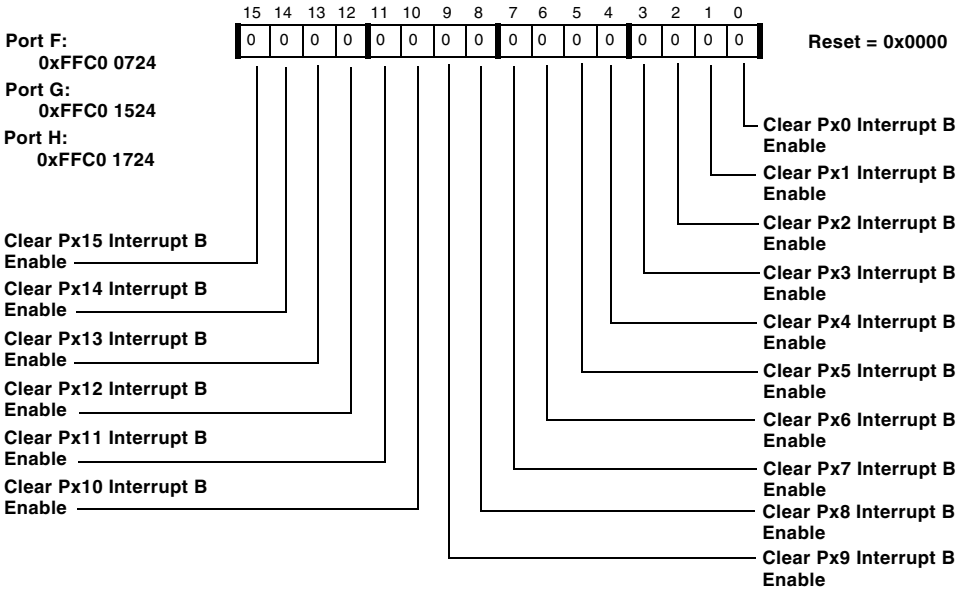 15 14 13 12 11 10 9 8 7 6 5 4 3 2 1 0
0 0 0 0 0 0 0 0 0 0 0 0 0 0 0 0
Reset = 0x0000
Port F:
0xFFC0 0724
Port G:
0xFFC0 1524
Port H:
0xFFC0 1724
Clear Px15 Interrupt B
Enable
Clear Px14 Interrupt B
Enable
Clear Px13 Interrupt B
Enable
Clear Px12 Interrupt B
Enable
Clear Px11 Interrupt B
Enable
Clear Px10 Interrupt B
Enable
Clear Px0 Interrupt B
Enable
Clear Px1 Interrupt B
Enable
Clear Px2 Interrupt B
Enable
Clear Px3 Interrupt B
Enable
Clear Px4 Interrupt B
Enable
Clear Px5 Interrupt B
Enable
Clear Px6 Interrupt B
Enable
Clear Px7 Interrupt B
Enable
Clear Px8 Interrupt B
Enable
Clear Px9 Interrupt B
Enable